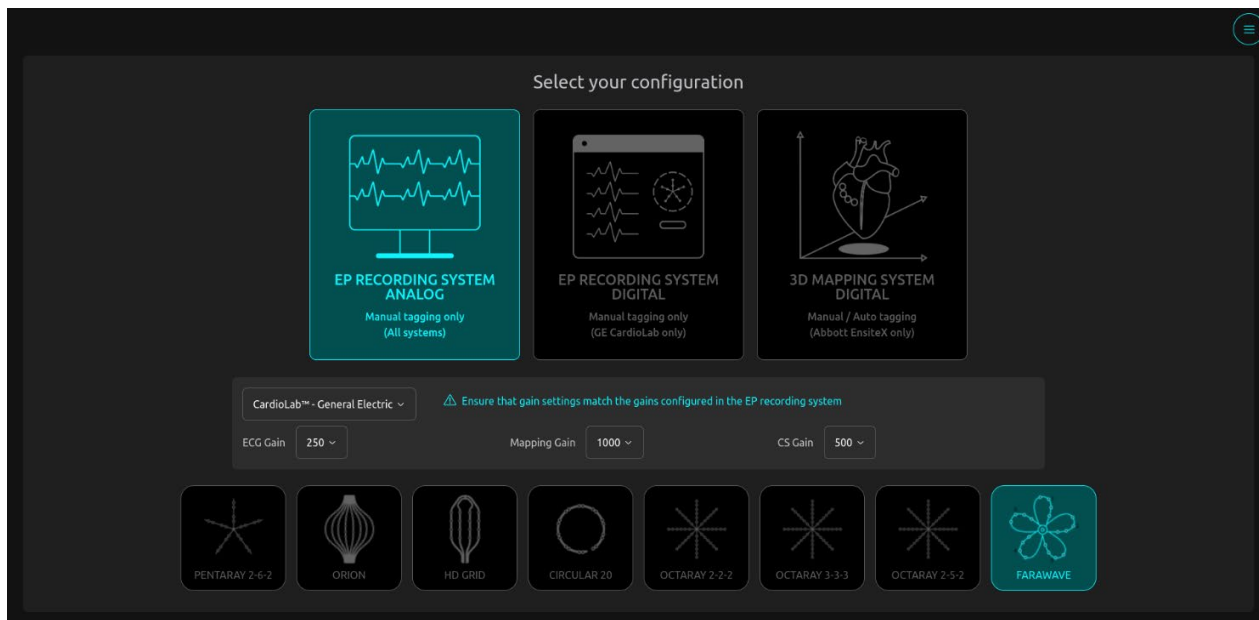 Select your configuration
EP RECORDING SYSTEM
ANALOG
Manual tagging only
(All systems)
EP RECORDING SYSTEM
DIGITAL
Manual tagging only
(GE CardioLab only)
3D MAPPING SYSTEM
DIGITAL
Manual / Auto tagging
(Abbott EnsiteX only)
CardioLab™ - General Electric
Ensure that gain settings match the gains configured in the EP recording system
ECG Gain 250
Mapping Gain 1000
CS Gain 500
PENTARAY 2-6-2
ORION
HD GRID
CIRCULAR 20
OCTARAY 2-2-2
OCTARAY 3-3-3
OCTARAY 2-5-2
FARAWAVE